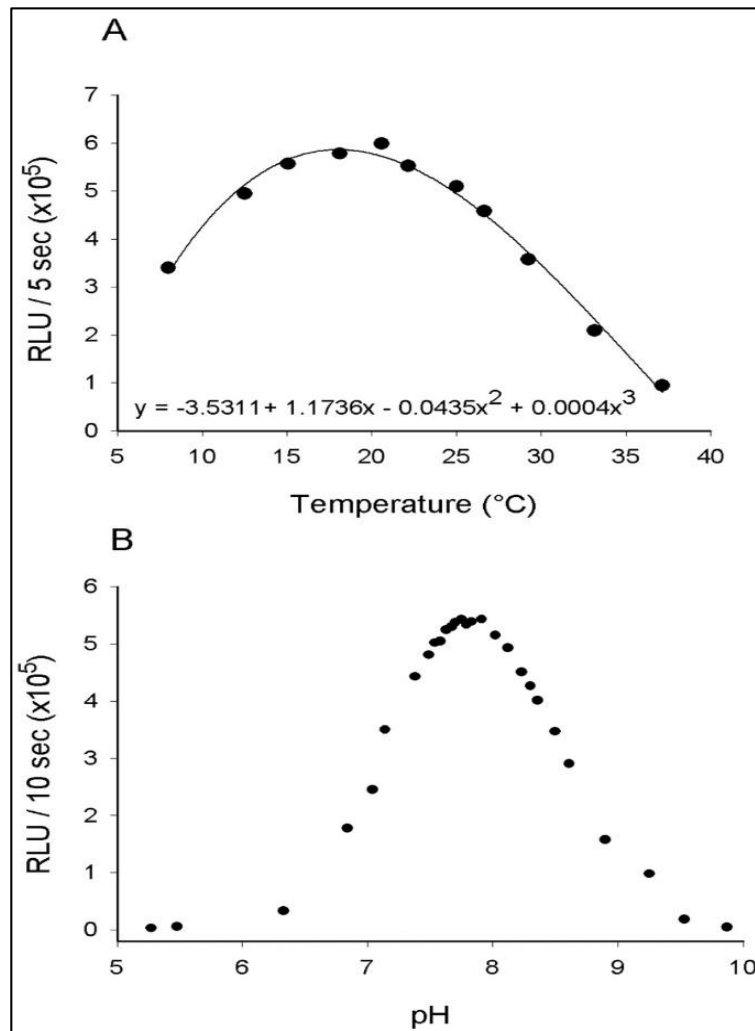 A
7
6
5
4
3
2
1
0
RLU / 5 sec (x10⁵)
y = -3.5311 + 1.1736x - 0.0435x² + 0.0004x³
5 10 15 20 25 30 35 40
Temperature (°C)
B
6
5
4
3
2
1
0
RLU / 10 sec (x10⁵)
5 6 7 8 9 10
pH